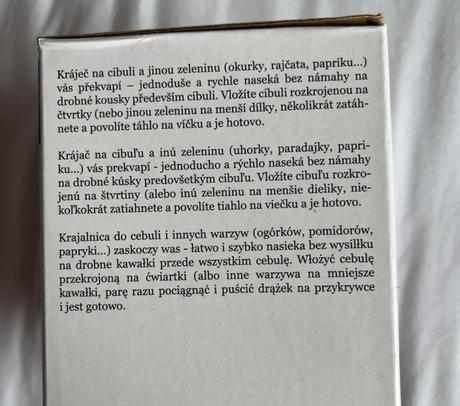 Kráječ na cibuli a jinou zeleninu (okurky, rajčata, papriku...)
vás překvapí – jednoduše a rychle naseká bez námahy na
drobné kousky především cibuli. Vložíte cibuli rozkrojenou na
čtvrtky (nebo jinou zeleninu na menší dílky, několikrát zatáh-
nete a povolíte táhlo na víčku a je hotovo.
Krájač na cibuľu a inú zeleninu (uhorky, paradajky, papri-
ku...) vás prekvapí - jednoducho a rýchlo naseká bez námahy
na drobné kúsky predovšetkým cibuľu. Vložíte cibuľu rozkro-
jenú na štvrtiny (alebo inú zeleninu na menšie dieliky, nie-
koľkokrát zatiahnete a povolíte tiahlo na viečku a je hotovo.
Krajalnica do cebuli i innych warzyw (ogórków, pomidorów,
papryki...) zaskoczy was - łatwo i szybko nasieka bez wysiłku
na drobne kawałki przede wszystkim cebulę. Włożyć cebulę
przekrojoną na ćwiartki (albo inne warzywa na mniejsze
kawałki, parę razu pociągnąć i puścić drążek na przykrywce
i jest gotowo.